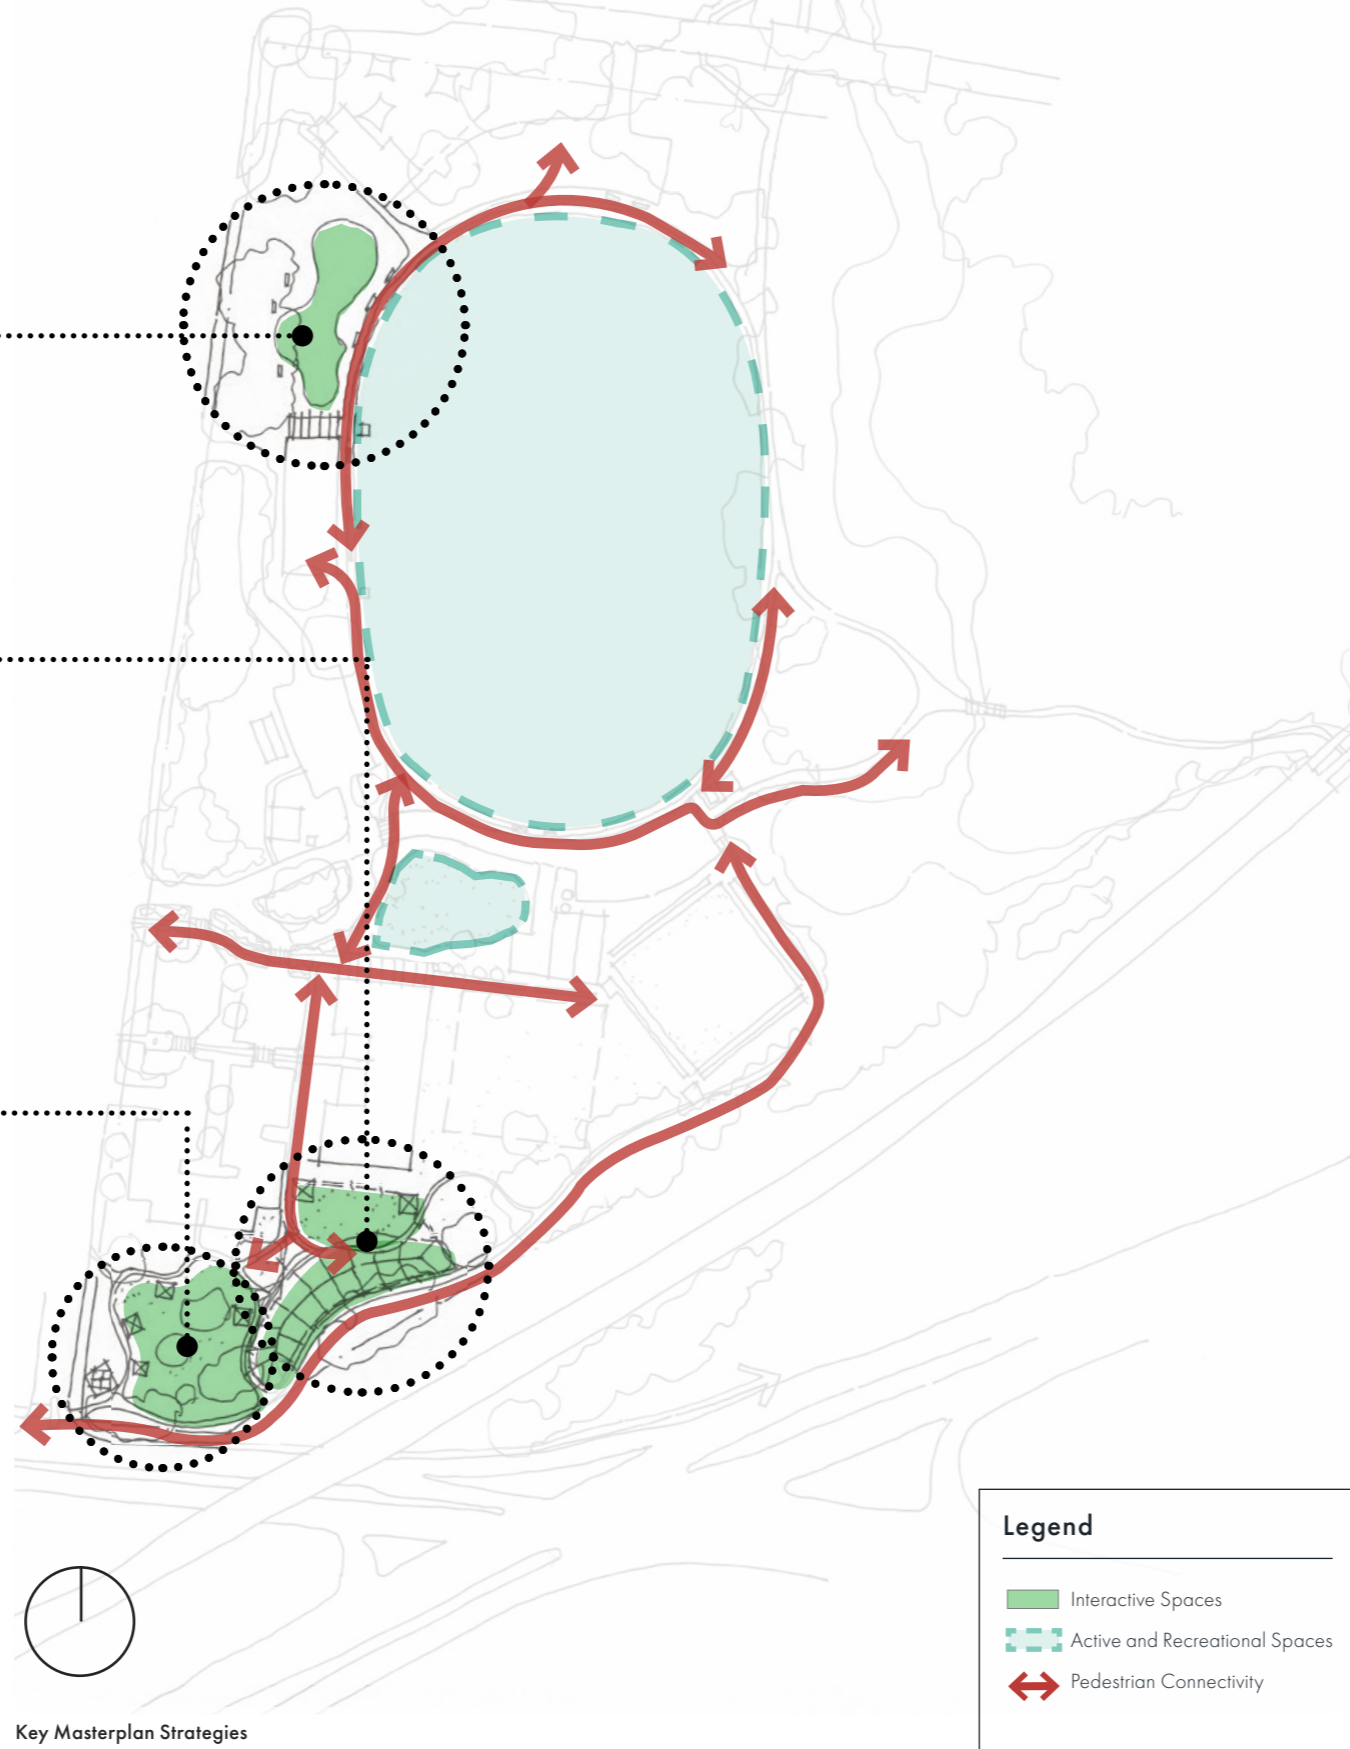 Legend
Interactive Spaces
Active and Recreational Spaces
Pedestrian Connectivity
Key Masterplan Strategies